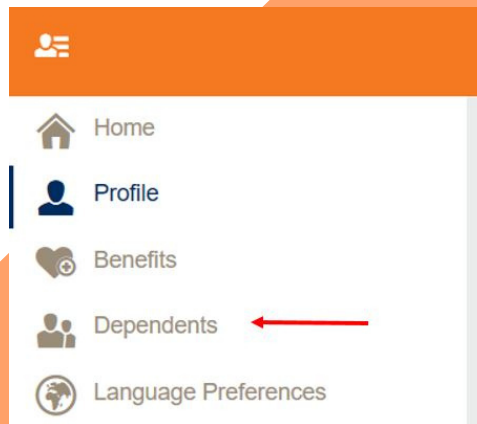 Home
Profile
Benefits
Dependents
Language Preferences